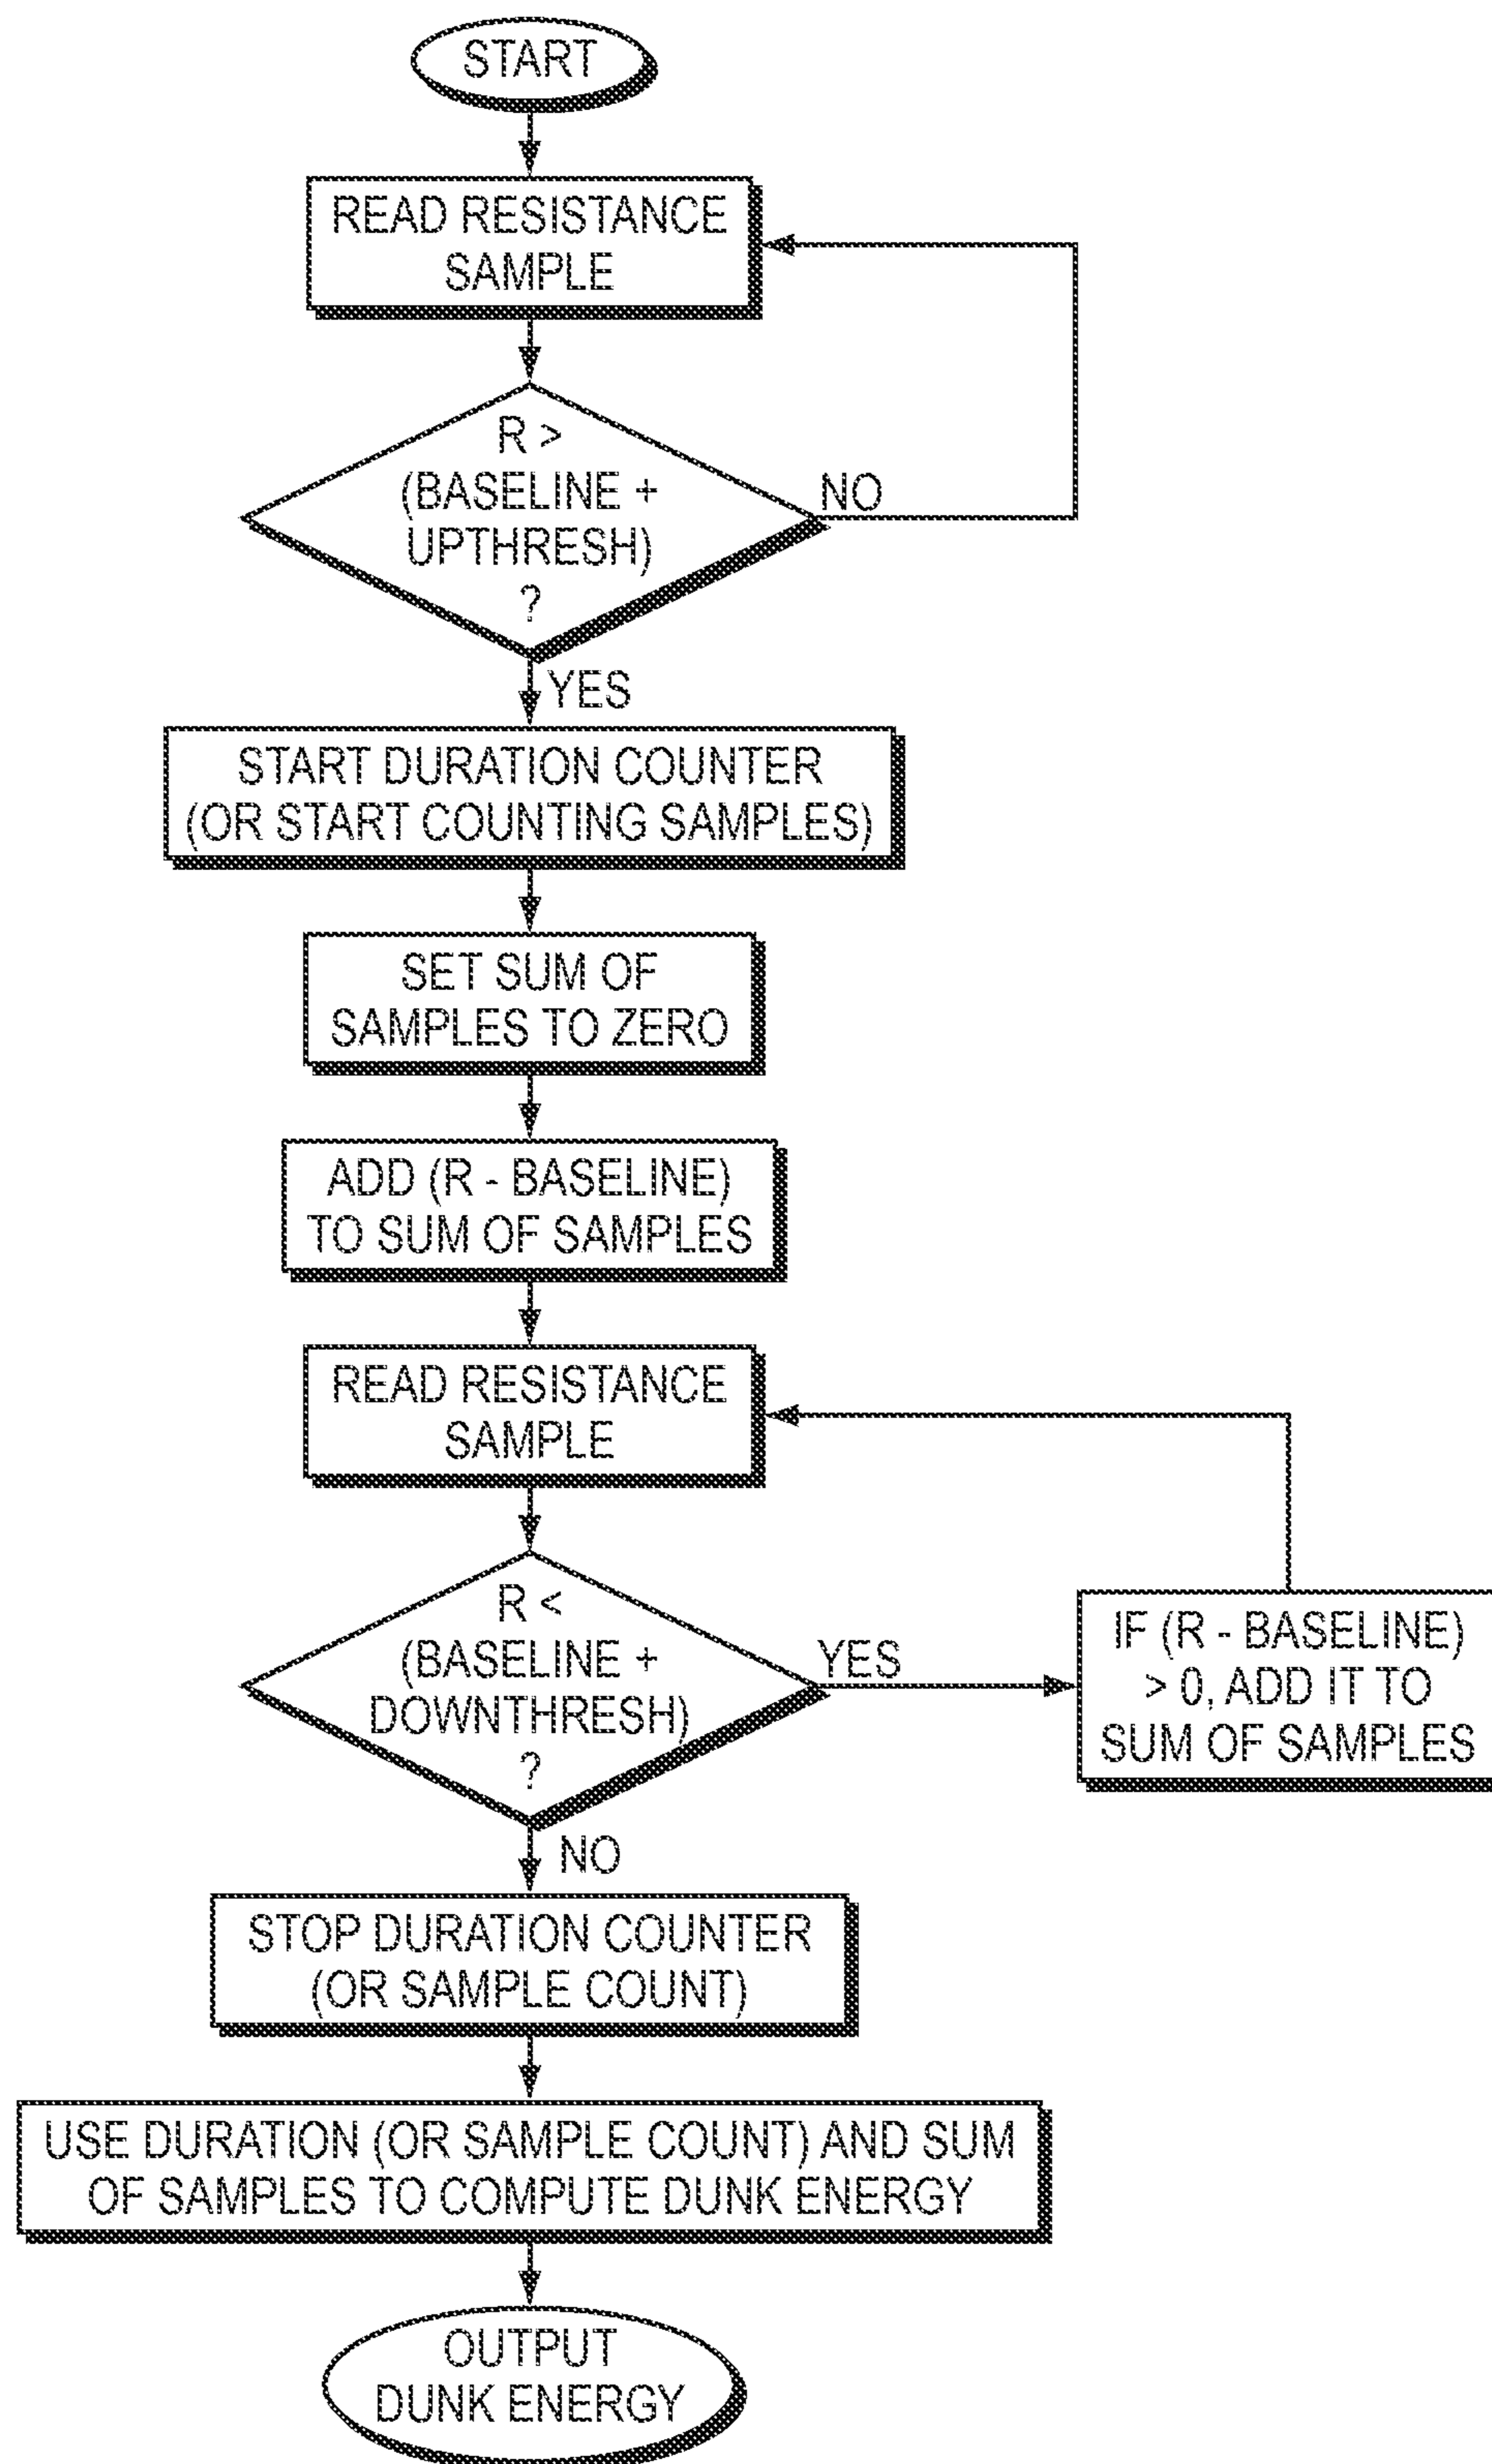 START
READ RESISTANCE
SAMPLE
R >
(BASELINE +
UPTHRESH)
?
NO
YES
START DURATION COUNTER
(OR START COUNTING SAMPLES)
SET SUM OF
SAMPLES TO ZERO
ADD (R - BASELINE)
TO SUM OF SAMPLES
READ RESISTANCE
SAMPLE
R <
(BASELINE +
DOWNTHRESH)
?
YES
IF (R - BASELINE)
> 0, ADD IT TO
SUM OF SAMPLES
NO
STOP DURATION COUNTER
(OR SAMPLE COUNT)
USE DURATION (OR SAMPLE COUNT) AND SUM
OF SAMPLES TO COMPUTE DUNK ENERGY
OUTPUT
DUNK ENERGY